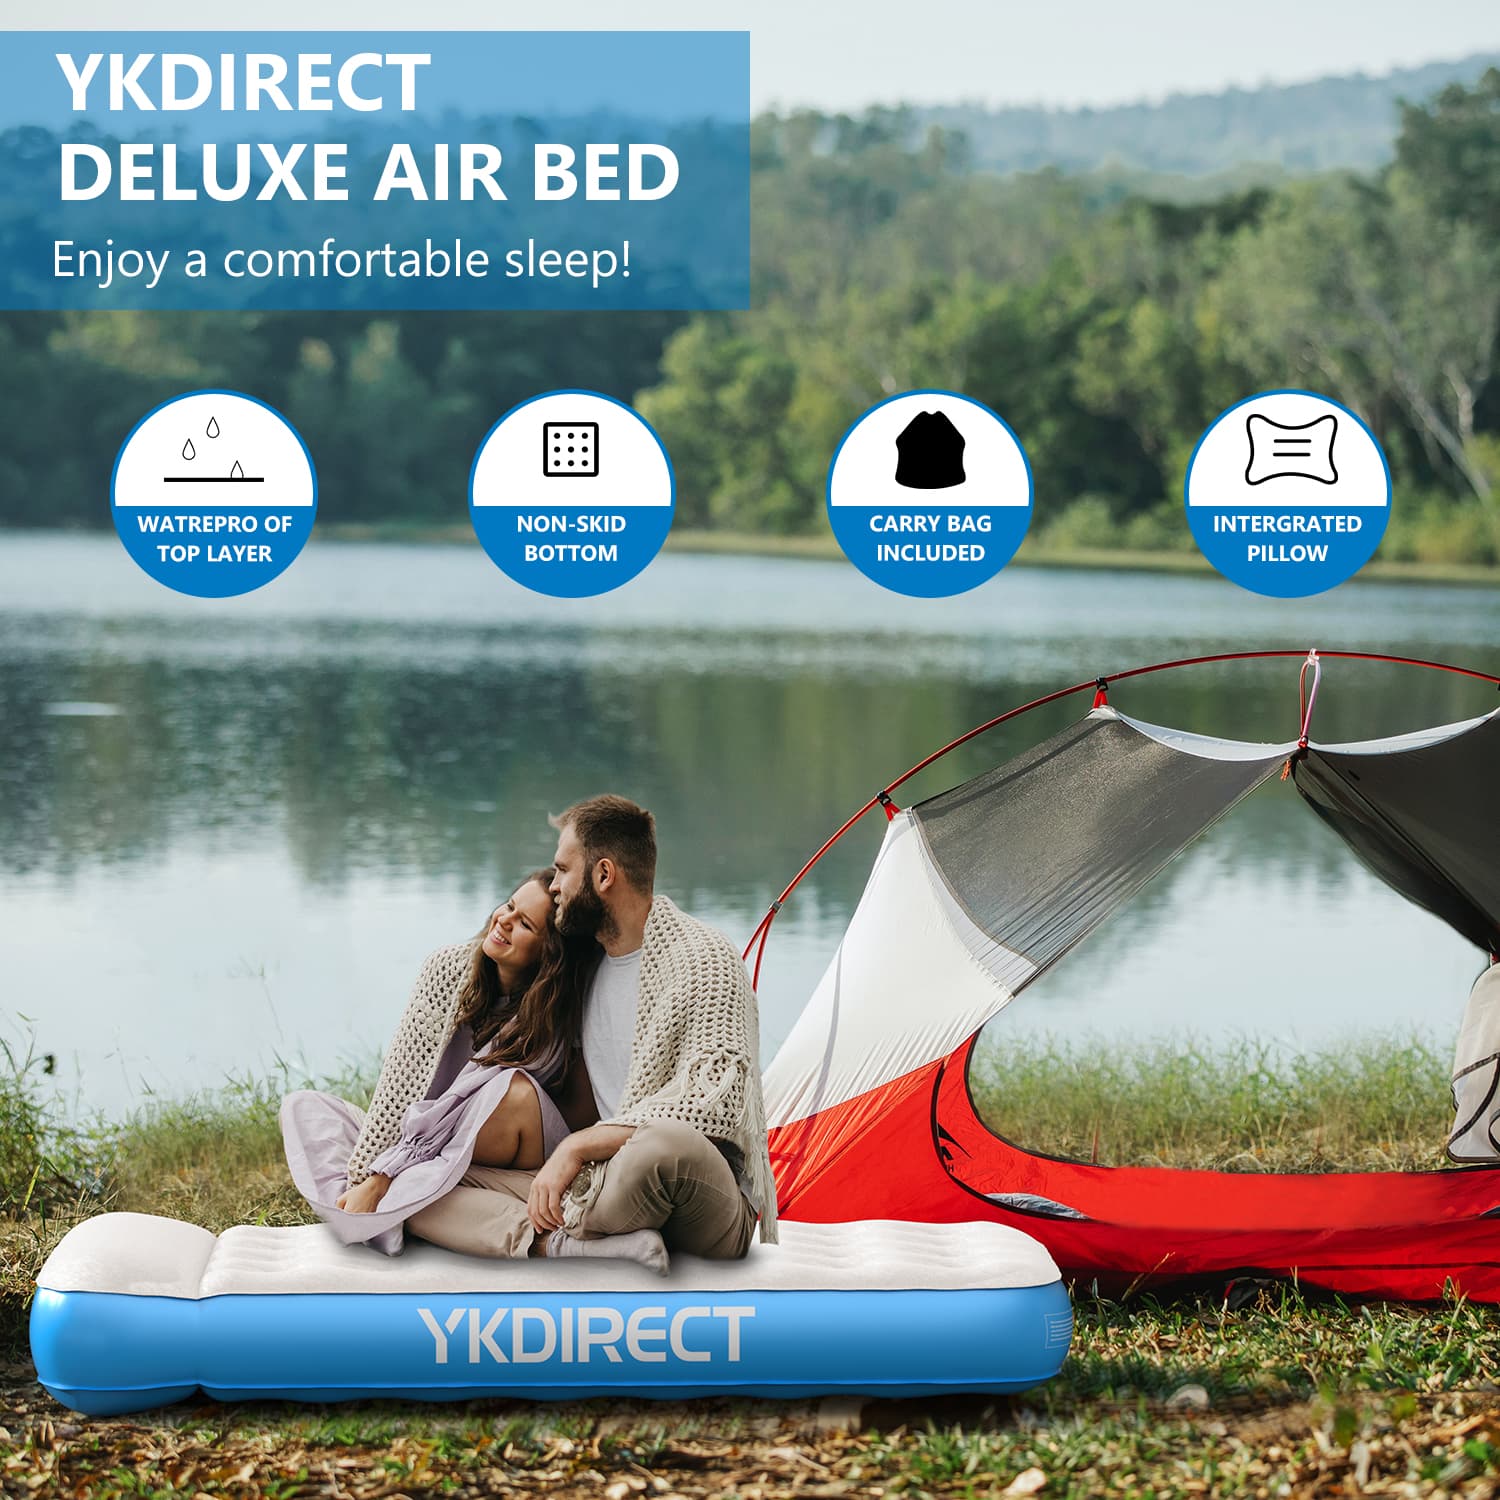 YKDIRECT
DELUXE AIR BED
Enjoy a comfortable sleep!
WATREPRO OF
TOP LAYER
NON-SKID
BOTTOM
CARRY BAG
INCLUDED
INTERGRATED
PILLOW
YKDIRECT